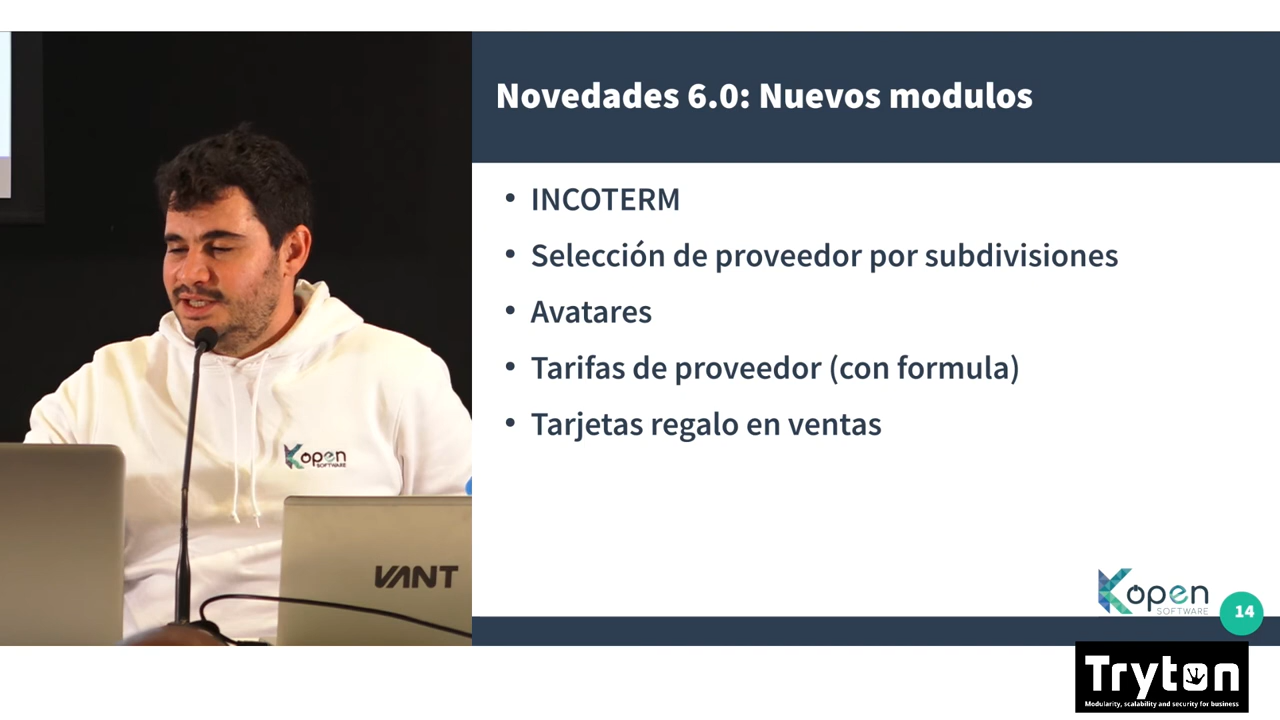 Novedades 6.0: Nuevos modulos
• INCOTERM
• Selección de proveedor por subdivisiones
• Avatares
• Tarifas de proveedor (con formula)
• Tarjetas regalo en ventas
Kopen
SOFTWARE
VANT
Kopen
SOFTWARE
14
Tryton
Modularity, scalability and security for business